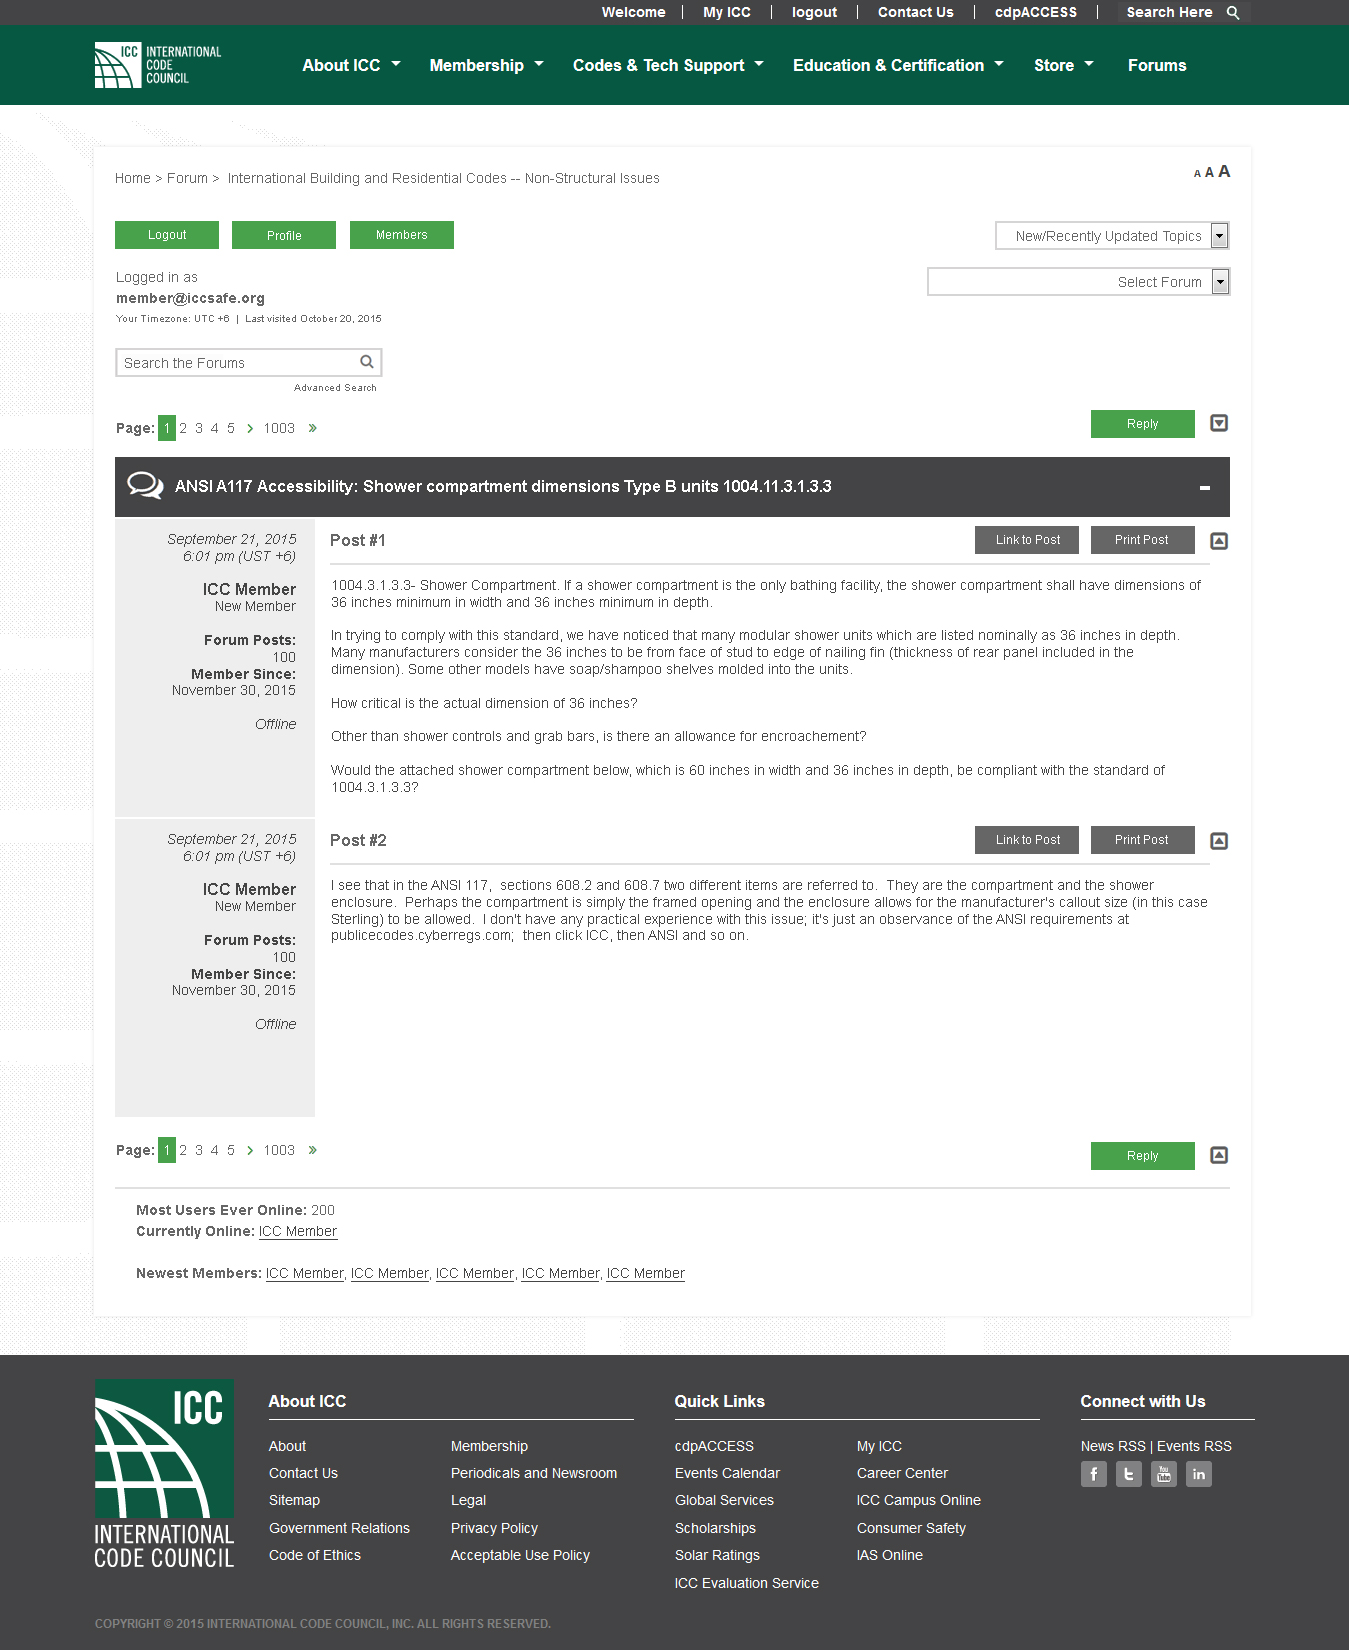 Welcome | My ICC | logout | Contact Us | cdpACCESS | Search Here
ICC INTERNATIONAL
CODE
COUNCIL
About ICC Membership Codes & Tech Support Education & Certification Store Forums
Home > Forum > International Building and Residential Codes -- Non-Structural Issues
A A A
Logout Profile Members
New/Recently Updated Topics
Logged in as
Select Forum
member@iccsafe.org
Your Timezone: UTC +6 | Last visited October 20, 2015
Search the Forums
Advanced Search
Page: 1 2 3 4 5 > 1003 »
Reply
ANSI A117 Accessibility: Shower compartment dimensions Type B units 1004.11.3.1.3.3 -
September 21, 2015
6:01 pm (UST +6)
ICC Member
New Member
Forum Posts:
100
Member Since:
November 30, 2015
Offline
Post #1
Link to Post Print Post
1004.3.1.3.3- Shower Compartment. If a shower compartment is the only bathing facility, the shower compartment shall have dimensions of
36 inches minimum in width and 36 inches minimum in depth.
In trying to comply with this standard, we have noticed that many modular shower units which are listed nominally as 36 inches in depth.
Many manufacturers consider the 36 inches to be from face of stud to edge of nailing fin (thickness of rear panel included in the
dimension). Some other models have soap/shampoo shelves molded into the units.
How critical is the actual dimension of 36 inches?
Other than shower controls and grab bars, is there an allowance for encroachement?
Would the attached shower compartment below, which is 60 inches in width and 36 inches in depth, be compliant with the standard of
1004.3.1.3.3?
September 21, 2015
6:01 pm (UST +6)
ICC Member
New Member
Forum Posts:
100
Member Since:
November 30, 2015
Offline
Post #2
Link to Post Print Post
I see that in the ANSI 117,  sections 608.2 and 608.7 two different items are referred to.  They are the compartment and the shower
enclosure.  Perhaps the compartment is simply the framed opening and the enclosure allows for the manufacturer's callout size (in this case
Sterling) to be allowed.  I don't have any practical experience with this issue; it's just an observance of the ANSI requirements at
publicecodes.cyberregs.com;  then click ICC, then ANSI and so on.
Page: 1 2 3 4 5 > 1003 »
Reply
Most Users Ever Online: 200
Currently Online: ICC Member
Newest Members: ICC Member, ICC Member, ICC Member, ICC Member, ICC Member
ICC
INTERNATIONAL
CODE COUNCIL
About ICC
About
Contact Us
Sitemap
Government Relations
Code of Ethics
Membership
Periodicals and Newsroom
Legal
Privacy Policy
Acceptable Use Policy
Quick Links
cdpACCESS
Events Calendar
Global Services
Scholarships
Solar Ratings
ICC Evaluation Service
My ICC
Career Center
ICC Campus Online
Consumer Safety
IAS Online
Connect with Us
News RSS | Events RSS
f t You Tube in
COPYRIGHT © 2015 INTERNATIONAL CODE COUNCIL, INC. ALL RIGHTS RESERVED.